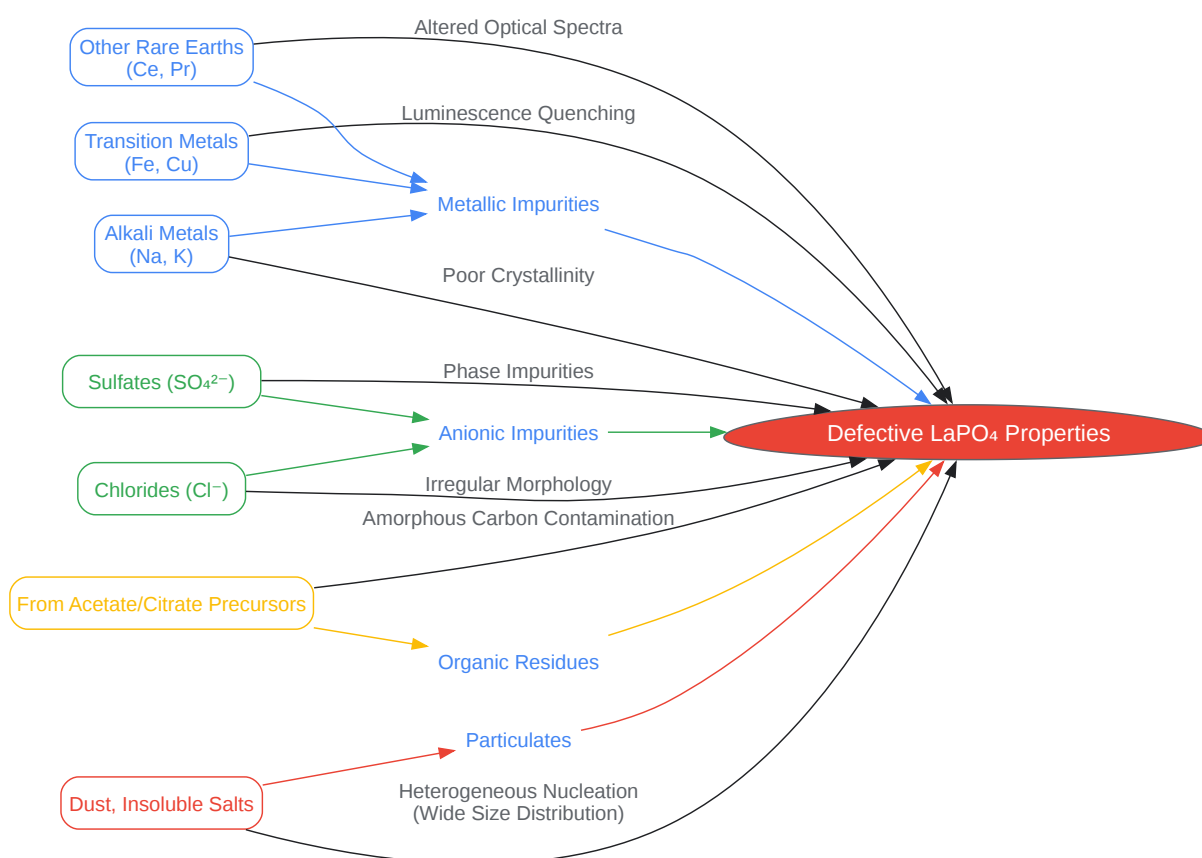 Altered Optical Spectra
Other Rare Earths
(Ce, Pr)
Luminescence Quenching
Transition Metals
(Fe, Cu)
Metallic Impurities
Alkali Metals
(Na, K)
Poor Crystallinity
Phase Impurities
Sulfates (SO₄²⁻)
Anionic Impurities
Defective LaPO₄ Properties
Chlorides (Cl⁻)
Irregular Morphology
Amorphous Carbon Contamination
From Acetate/Citrate Precursors
Organic Residues
Particulates
Dust, Insoluble Salts
Heterogeneous Nucleation
(Wide Size Distribution)